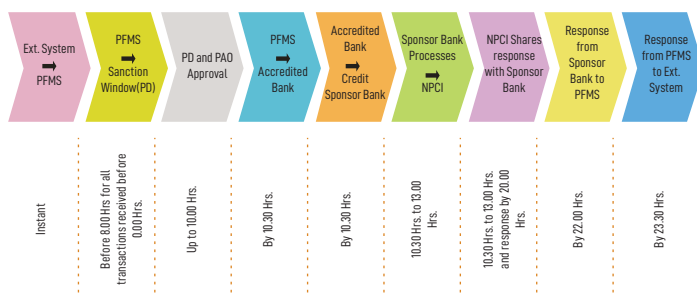 Ext. System
➡
PFMS
PFMS
➡
Sanction
Window(PD)
PD and PAO
Approval
PFMS
➡
Accredited
Bank
Accredited
Bank
➡
Credit
Sponsor Bank
Sponsor Bank
Processes
➡
NPCI
NPCI Shares
response
with Sponsor
Bank
Response
from
Sponsor
Bank to
PFMS
Response
from PFMS
to Ext.
System
Instant
Before 8.00 Hrs for all
transactions received before
0.00 Hrs.
Up to 10.00 Hrs.
By 10.30 Hrs.
By 10.30 Hrs.
10.30 Hrs. to 13.00
Hrs.
10.30 Hrs. to 13.00 Hrs.
and response by 20.00
Hrs.
By 22.00 Hrs.
By 23.30 Hrs.